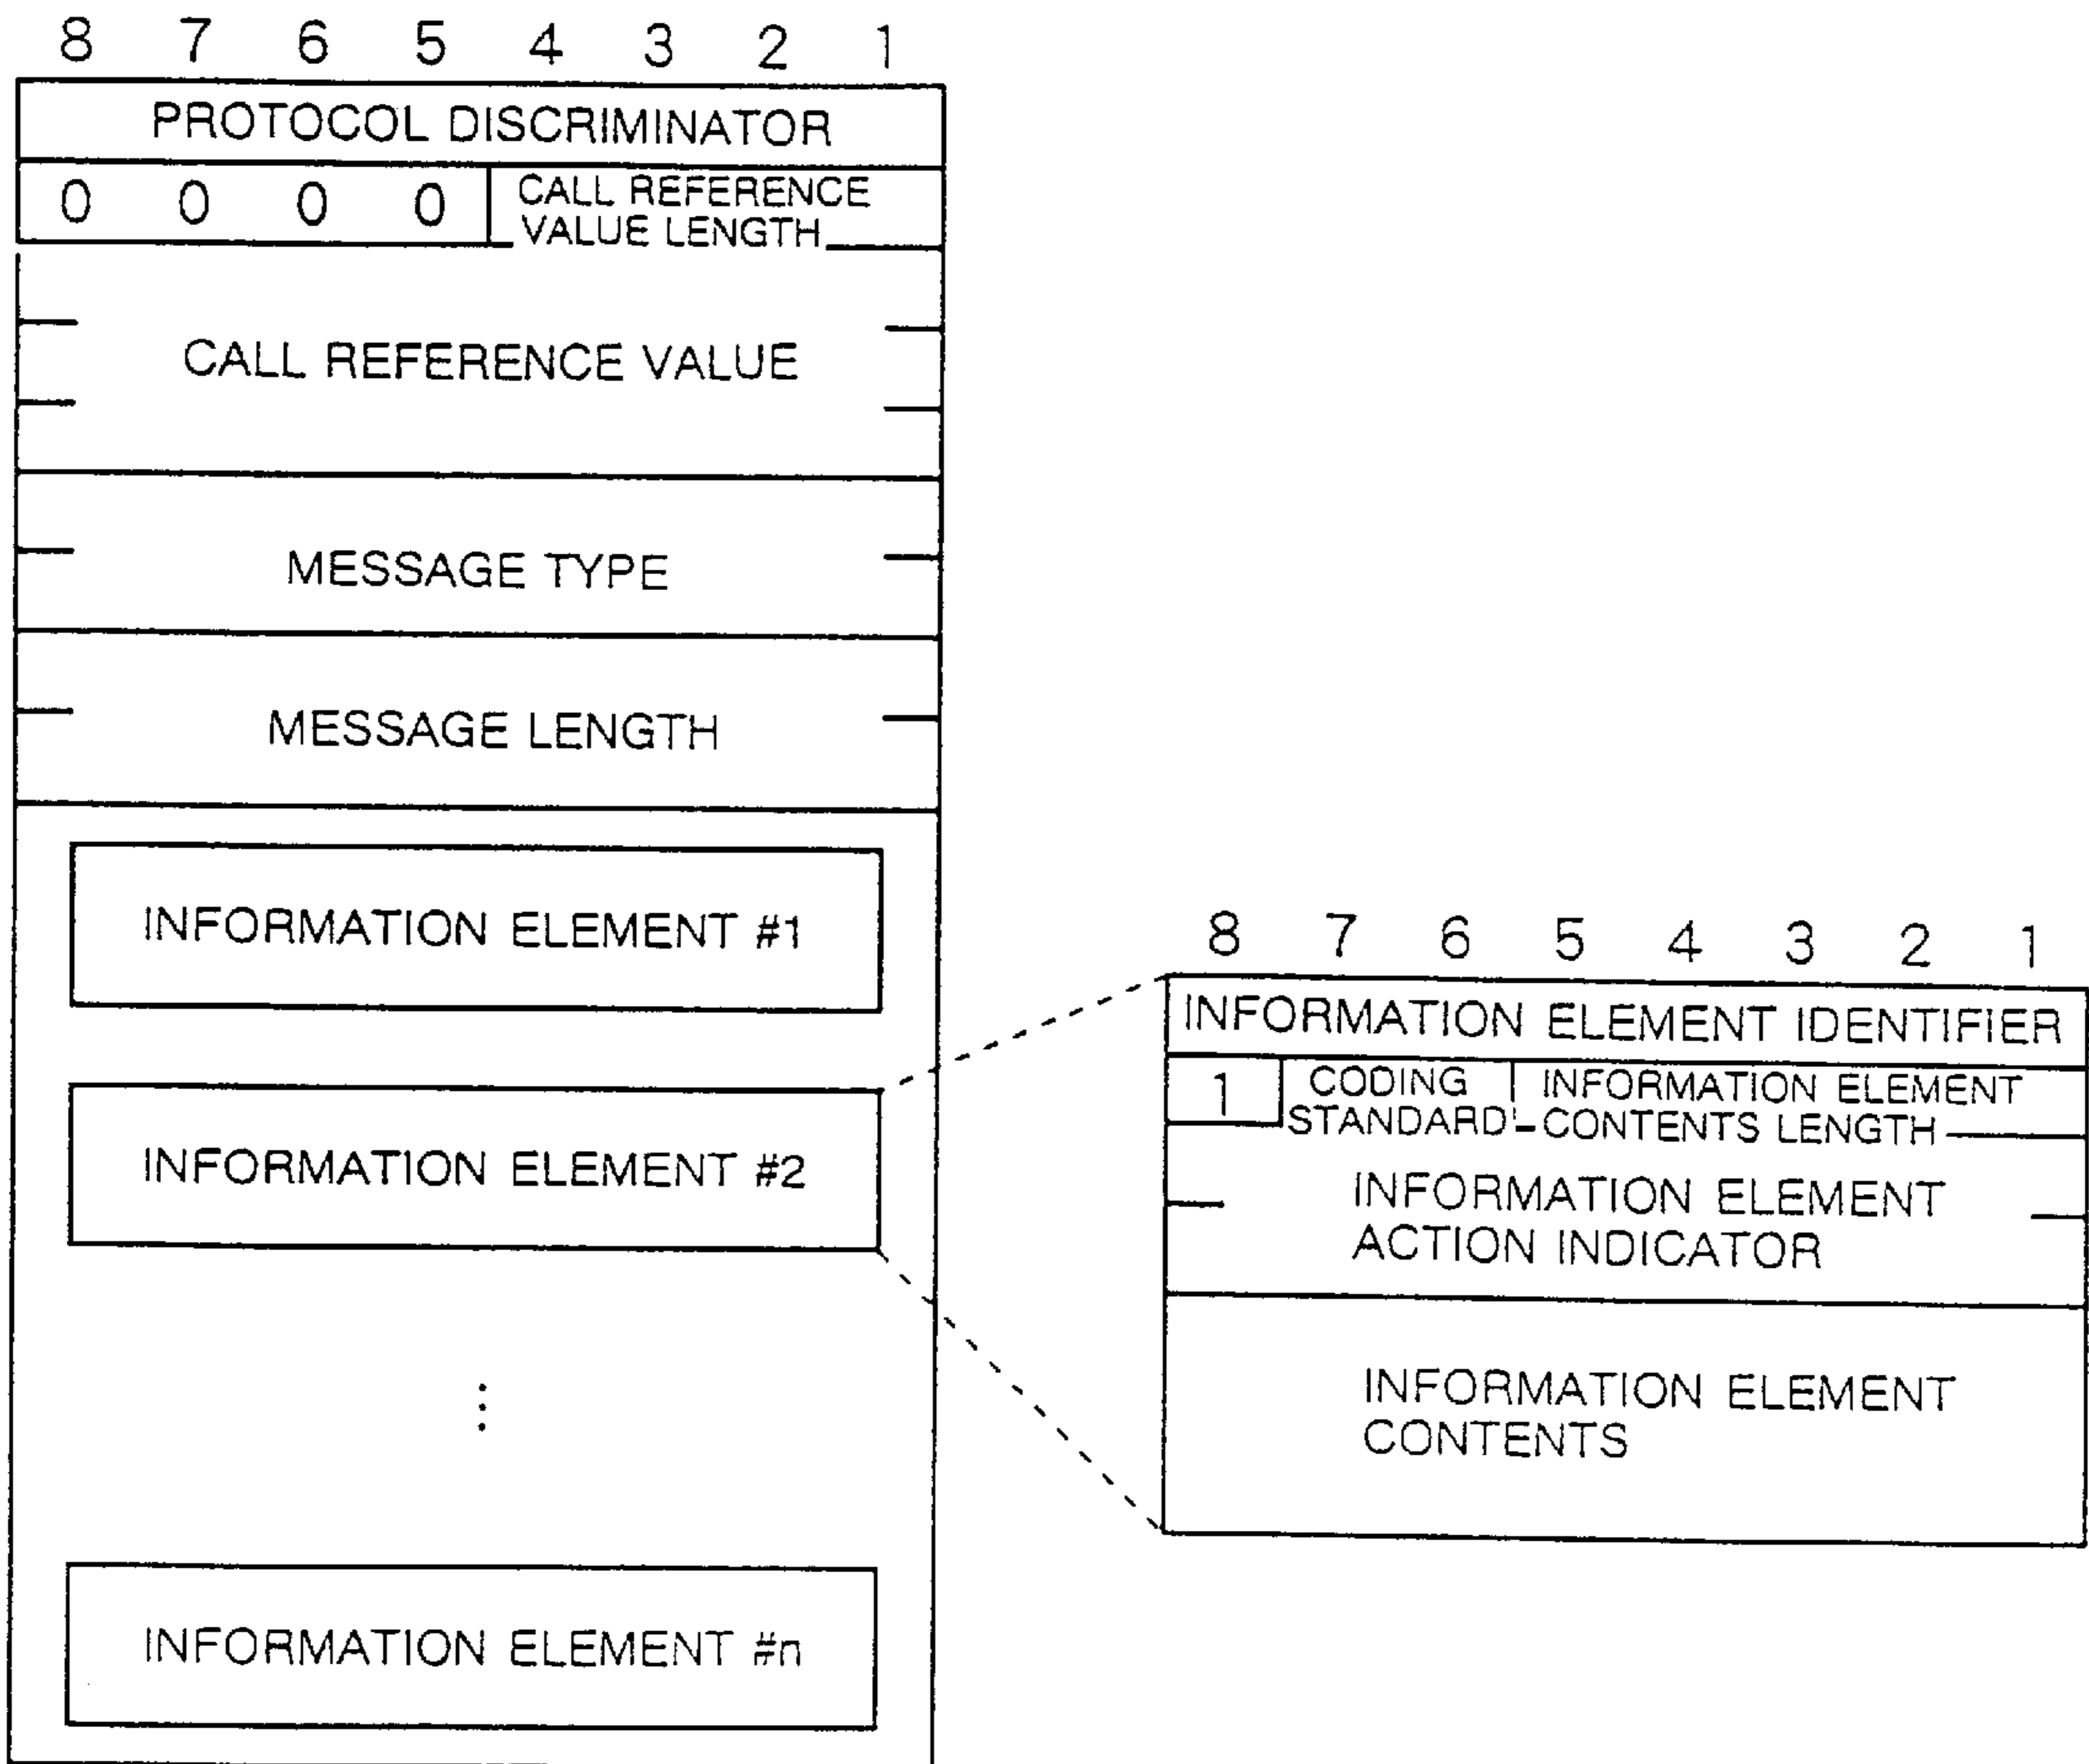 8 7 6 5 4 3 2 1
PROTOCOL DISCRIMINATOR
0 0 0 0 CALL REFERENCE
VALUE LENGTH
CALL REFERENCE VALUE
MESSAGE TYPE
MESSAGE LENGTH
INFORMATION ELEMENT #1
INFORMATION ELEMENT #2
⋮
INFORMATION ELEMENT #n
8 7 6 5 4 3 2 1
INFORMATION ELEMENT IDENTIFIER
1 CODING INFORMATION ELEMENT
STANDARD CONTENTS LENGTH
INFORMATION ELEMENT
ACTION INDICATOR
INFORMATION ELEMENT
CONTENTS